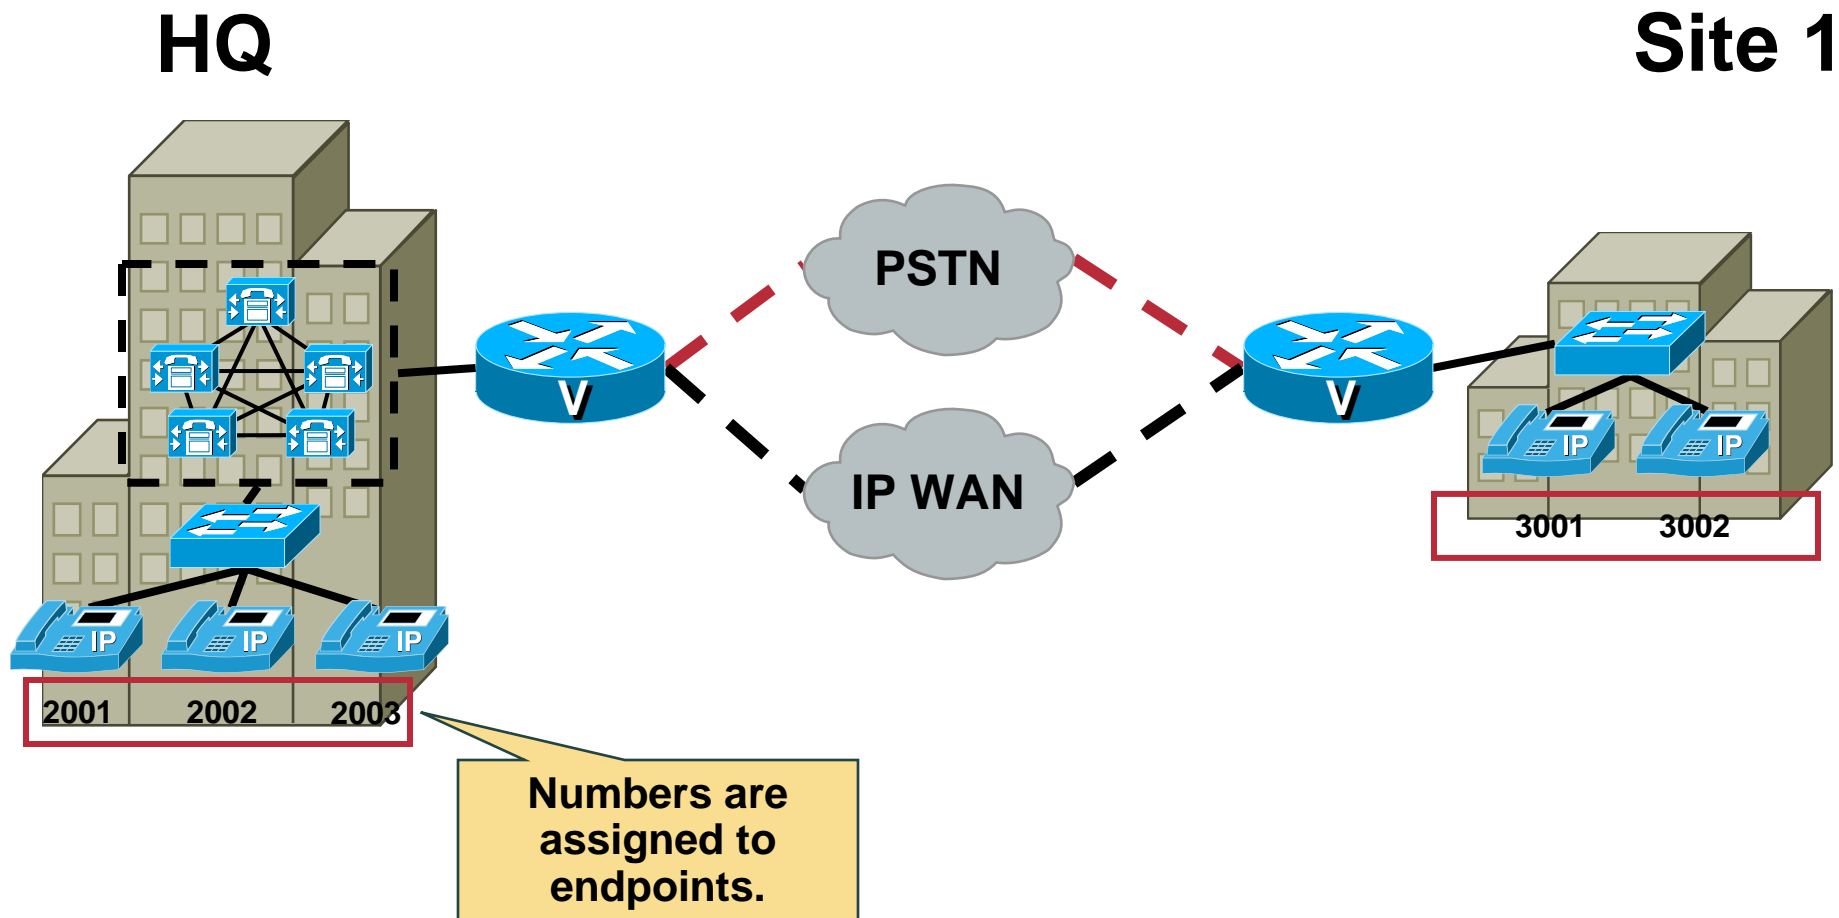 HQ
Site 1
PSTN
V
V
IP
IP
IP WAN
3001 3002
IP
IP
IP
2001 2002 2003
Numbers are
assigned to
endpoints.